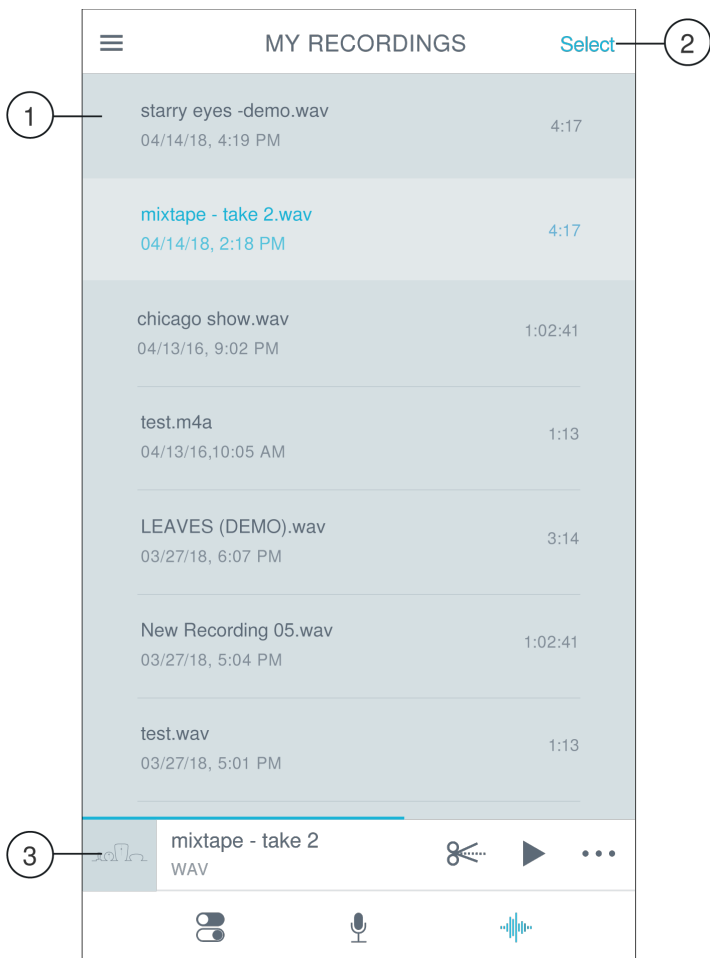 MY RECORDINGS
Select
2
1
starry eyes -demo.wav
04/14/18, 4:19 PM
4:17
mixtape - take 2.wav
04/14/18, 2:18 PM
4:17
chicago show.wav
04/13/16, 9:02 PM
1:02:41
test.m4a
04/13/16,10:05 AM
1:13
LEAVES (DEMO).wav
03/27/18, 6:07 PM
3:14
New Recording 05.wav
03/27/18, 5:04 PM
1:02:41
test.wav
03/27/18, 5:01 PM
1:13
3
mixtape - take 2
WAV